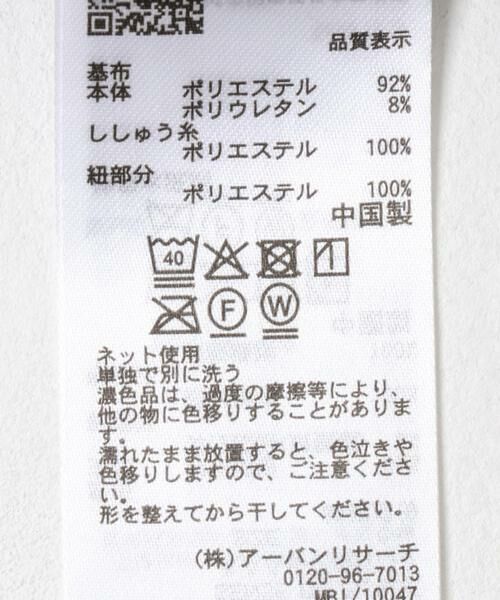 品質表示
基布
本体 ポリエステル 92%
ポリウレタン 8%
ししゅう糸
ポリエステル 100%
紐部分
ポリエステル 100%
中国製
40
F W
ネット使用
単独で別に洗う
濃色品は、過度の摩擦等により、
他の物に色移りすることがありま
す。
濡れたまま放置すると、色泣きや
色移りしますので、ご注意くださ
い。
形を整えてから干してください。
(株)アーバンリサーチ
0120-96-7013
MBI/10047